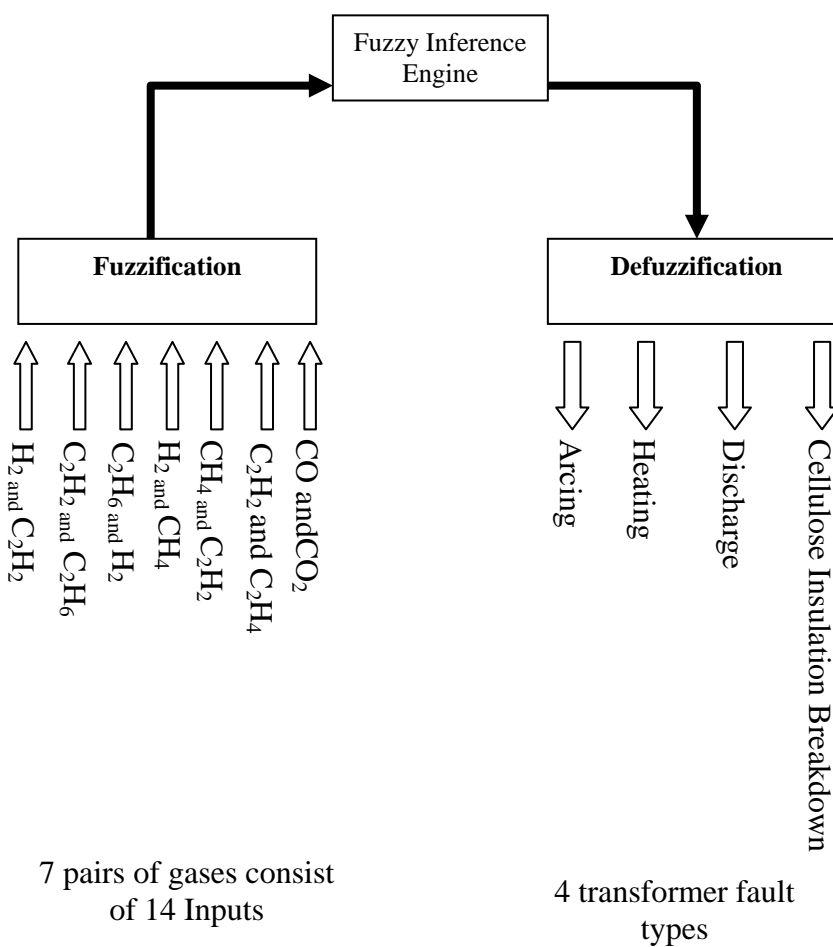 Fuzzy Inference
Engine
Fuzzification
Defuzzification
H₂ and C₂H₂
C₂H₂ and C₂H₆
C₂H₆ and H₂
H₂ and CH₄
CH₄ and C₂H₂
C₂H₂ and C₂H₄
CO andCO₂
Arcing
Heating
Discharge
Cellulose Insulation Breakdown
7 pairs of gases consist
of 14 Inputs
4 transformer fault
types